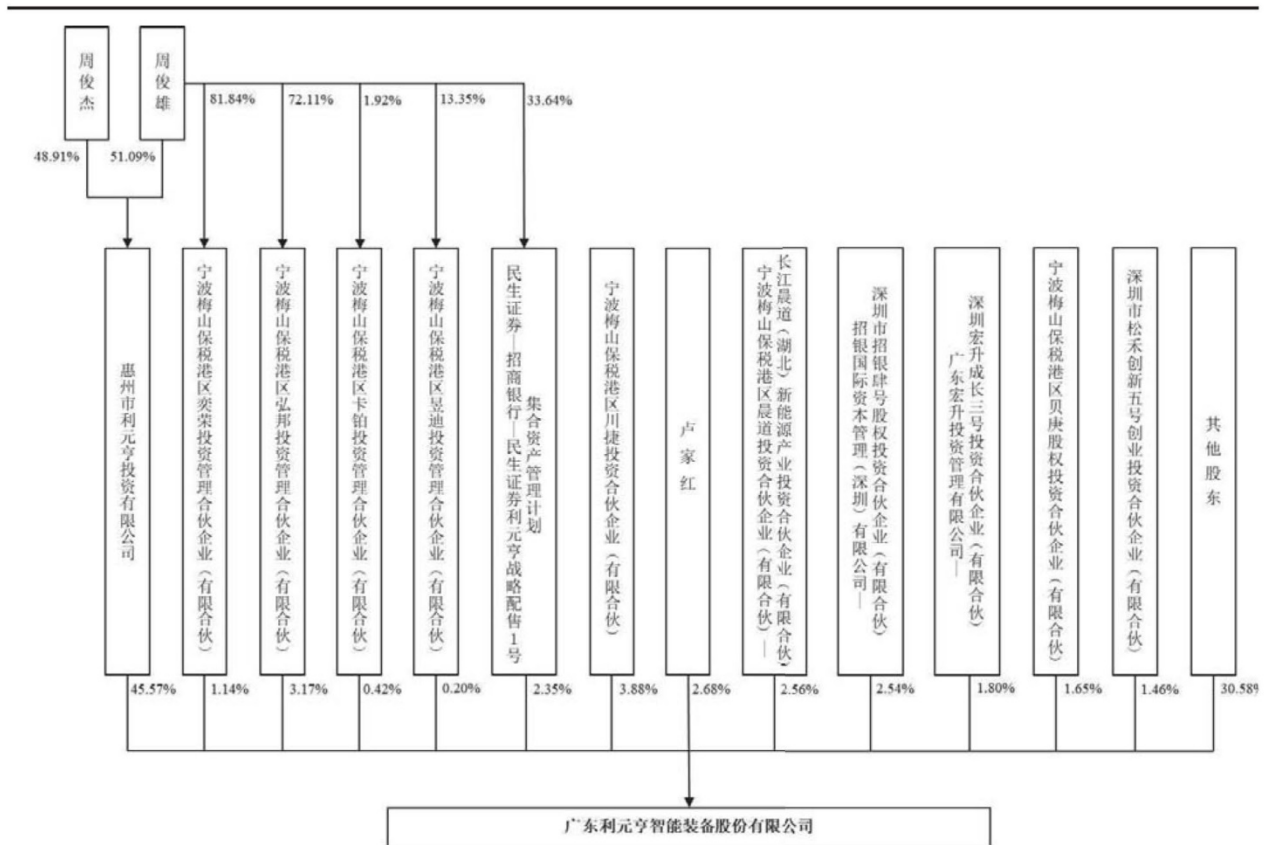 周俊杰
周俊雄
81.84%
72.11%
1.92%
13.35%
33.64%
48.91%
51.09%
惠州市利元亨投资有限公司
宁波梅山保税港区奕荣投资管理合伙企业（有限合伙）
宁波梅山保税港区弘邦投资管理合伙企业（有限合伙）
宁波梅山保税港区卡铂投资管理合伙企业（有限合伙）
宁波梅山保税港区昱迪投资管理合伙企业（有限合伙）
民生证券—招商银行—民生证券利元亨战略配售1号
集合资产管理计划
宁波梅山保税港区川捷投资合伙企业（有限合伙）
卢家红
宁波梅山保税港区晨道投资合伙企业（有限合伙）—
长江晨道（湖北）新能源产业投资合伙企业（有限合伙）
招银国际资本管理（深圳）有限公司—
深圳市招银肆号股权投资合伙企业（有限合伙）
广东宏升投资管理有限公司—
深圳宏升成长三号投资合伙企业（有限合伙）
宁波梅山保税港区贝庚股权投资合伙企业（有限合伙）
深圳市松禾创新五号创业投资合伙企业（有限合伙）
其他股东
45.57%
1.14%
3.17%
0.42%
0.20%
2.35%
3.88%
2.68%
2.56%
2.54%
1.80%
1.65%
1.46%
30.58%
广东利元亨智能装备股份有限公司